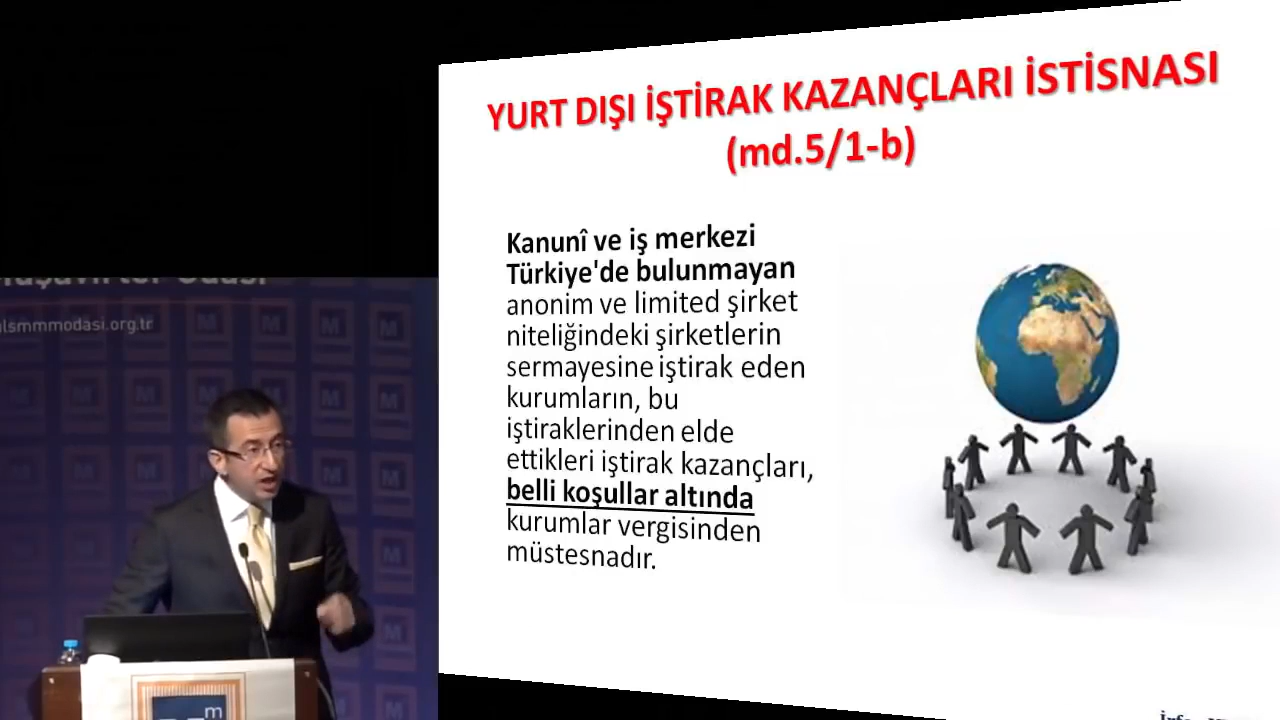 YURT DIŞI İŞTİRAK KAZANÇLARI İSTİSNASI
(md.5/1-b)
Kanunî ve iş merkezi
Türkiye'de bulunmayan
anonim ve limited şirket
niteliğindeki şirketlerin
sermayesine iştirak eden
kurumların, bu
iştiraklerinden elde
ettikleri iştirak kazançları,
belli koşullar altında
kurumlar vergisinden
müstesnadır.
lsmmmodasi.org.tr
M
m